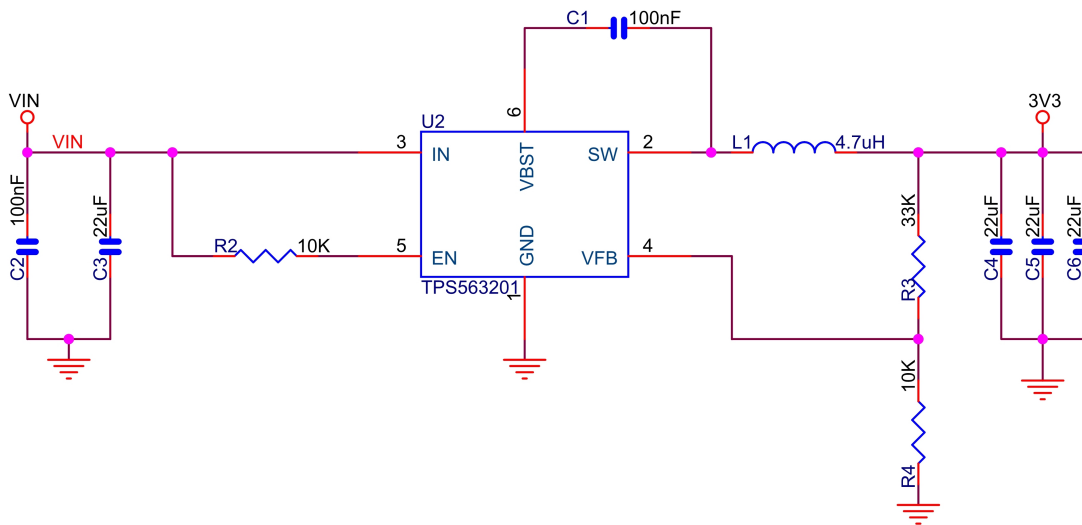 C1 100nF
VIN
VIN
3V3
U2
6
3
IN
VBST
SW
2
L1 4.7uH
100nF
C2
22uF
C3
R2 10K
5
EN
GND
VFB
4
TPS563201
1
33K
R3
22uF
C4
22uF
C5
22uF
C6
10K
R4